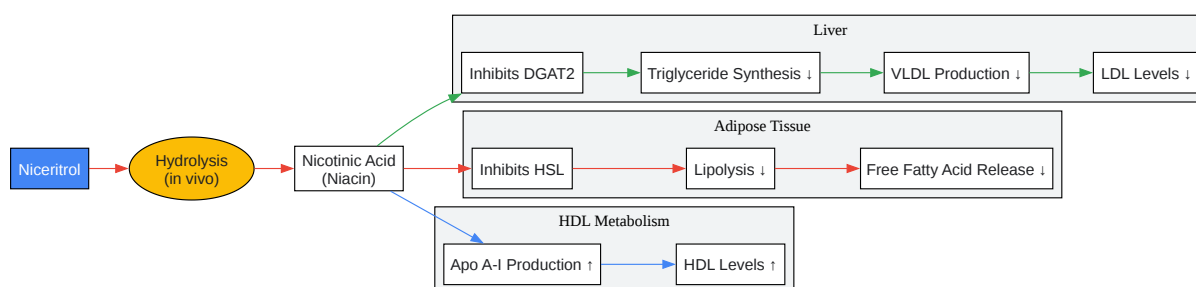 Liver
Inhibits DGAT2
Triglyceride Synthesis ↓
VLDL Production ↓
LDL Levels ↓
Adipose Tissue
Niceritrol
Hydrolysis
(in vivo)
Nicotinic Acid
(Niacin)
Inhibits HSL
Lipolysis ↓
Free Fatty Acid Release ↓
HDL Metabolism
Apo A-I Production ↑
HDL Levels ↑